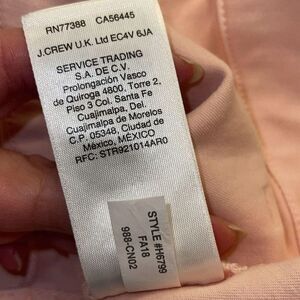 RN77388 CA56445
J.CREW U.K. Ltd EC4V 6JA
SERVICE TRADING
S.A. DE C.V.
Prolongación Vasco
de Quiroga 4800, Torre 2,
Piso 3 Col. Santa Fe
Cuajimalpa, Del.
Cuajimalpa de Morelos
C.P. 05348, Ciudad de
México, MÉXICO
RFC: STR921014AR0
STYLE #H6799
FA18
988-CN02